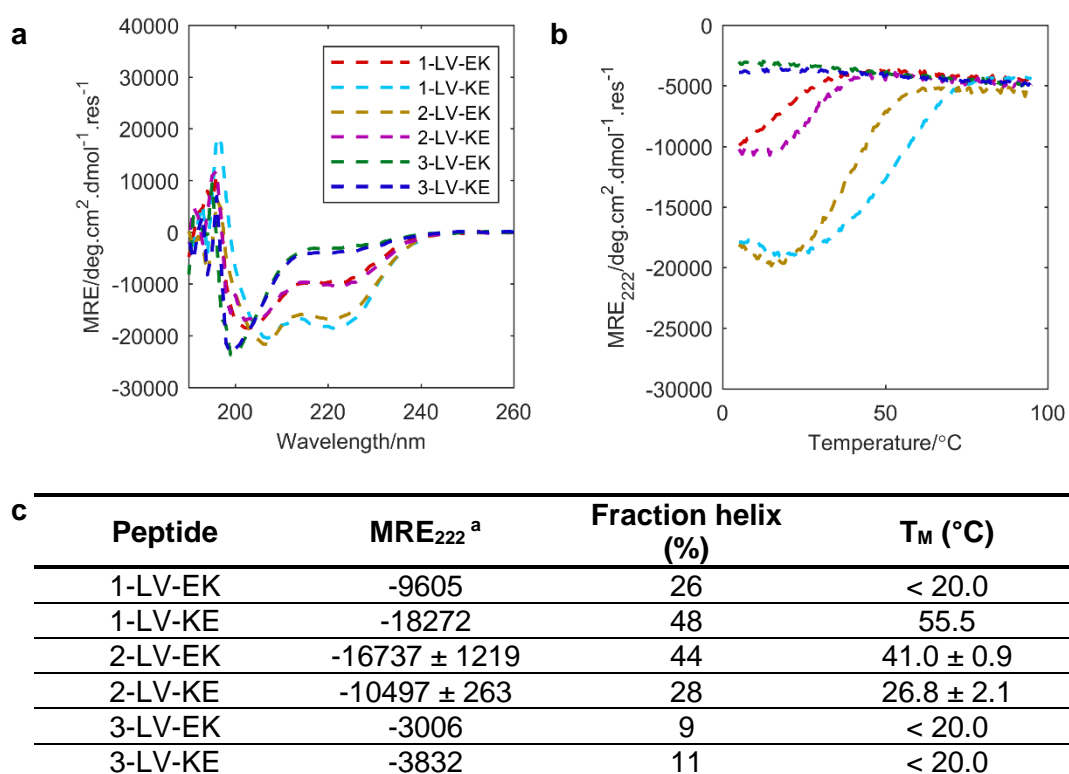 a
40000
30000
20000
10000
0
-10000
-20000
-30000
MRE/deg.cm².dmol⁻¹.res⁻¹
200 220 240 260
Wavelength/nm
1-LV-EK
1-LV-KE
2-LV-EK
2-LV-KE
3-LV-EK
3-LV-KE
b
0
-5000
-10000
-15000
-20000
-25000
-30000
MRE₂₂₂/deg.cm².dmol⁻¹.res⁻¹
0 50 100
Temperature/°C
c
Peptide MRE₂₂₂ ᵃ Fraction helix (%) T_M (°C)
1-LV-EK -9605 26 < 20.0
1-LV-KE -18272 48 55.5
2-LV-EK -16737 ± 1219 44 41.0 ± 0.9
2-LV-KE -10497 ± 263 28 26.8 ± 2.1
3-LV-EK -3006 9 < 20.0
3-LV-KE -3832 11 < 20.0